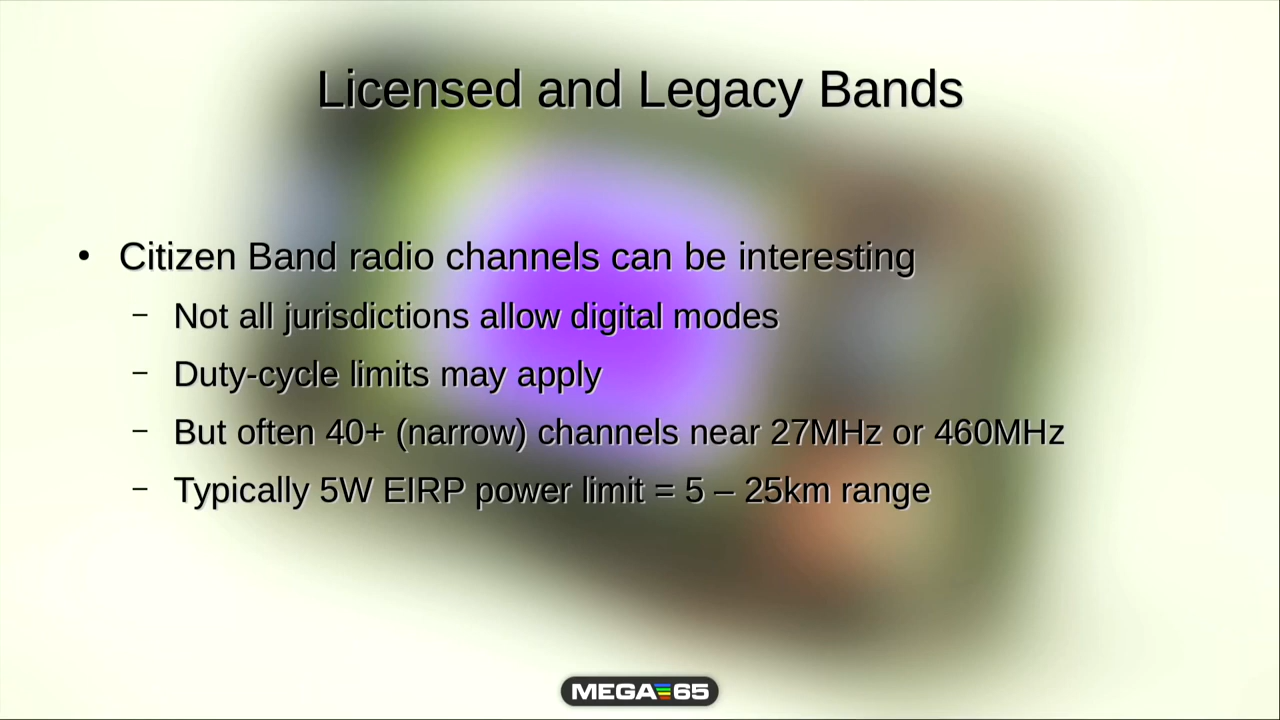 Licensed and Legacy Bands
• Citizen Band radio channels can be interesting
– Not all jurisdictions allow digital modes
– Duty-cycle limits may apply
– But often 40+ (narrow) channels near 27MHz or 460MHz
– Typically 5W EIRP power limit = 5 – 25km range
MEGA 65